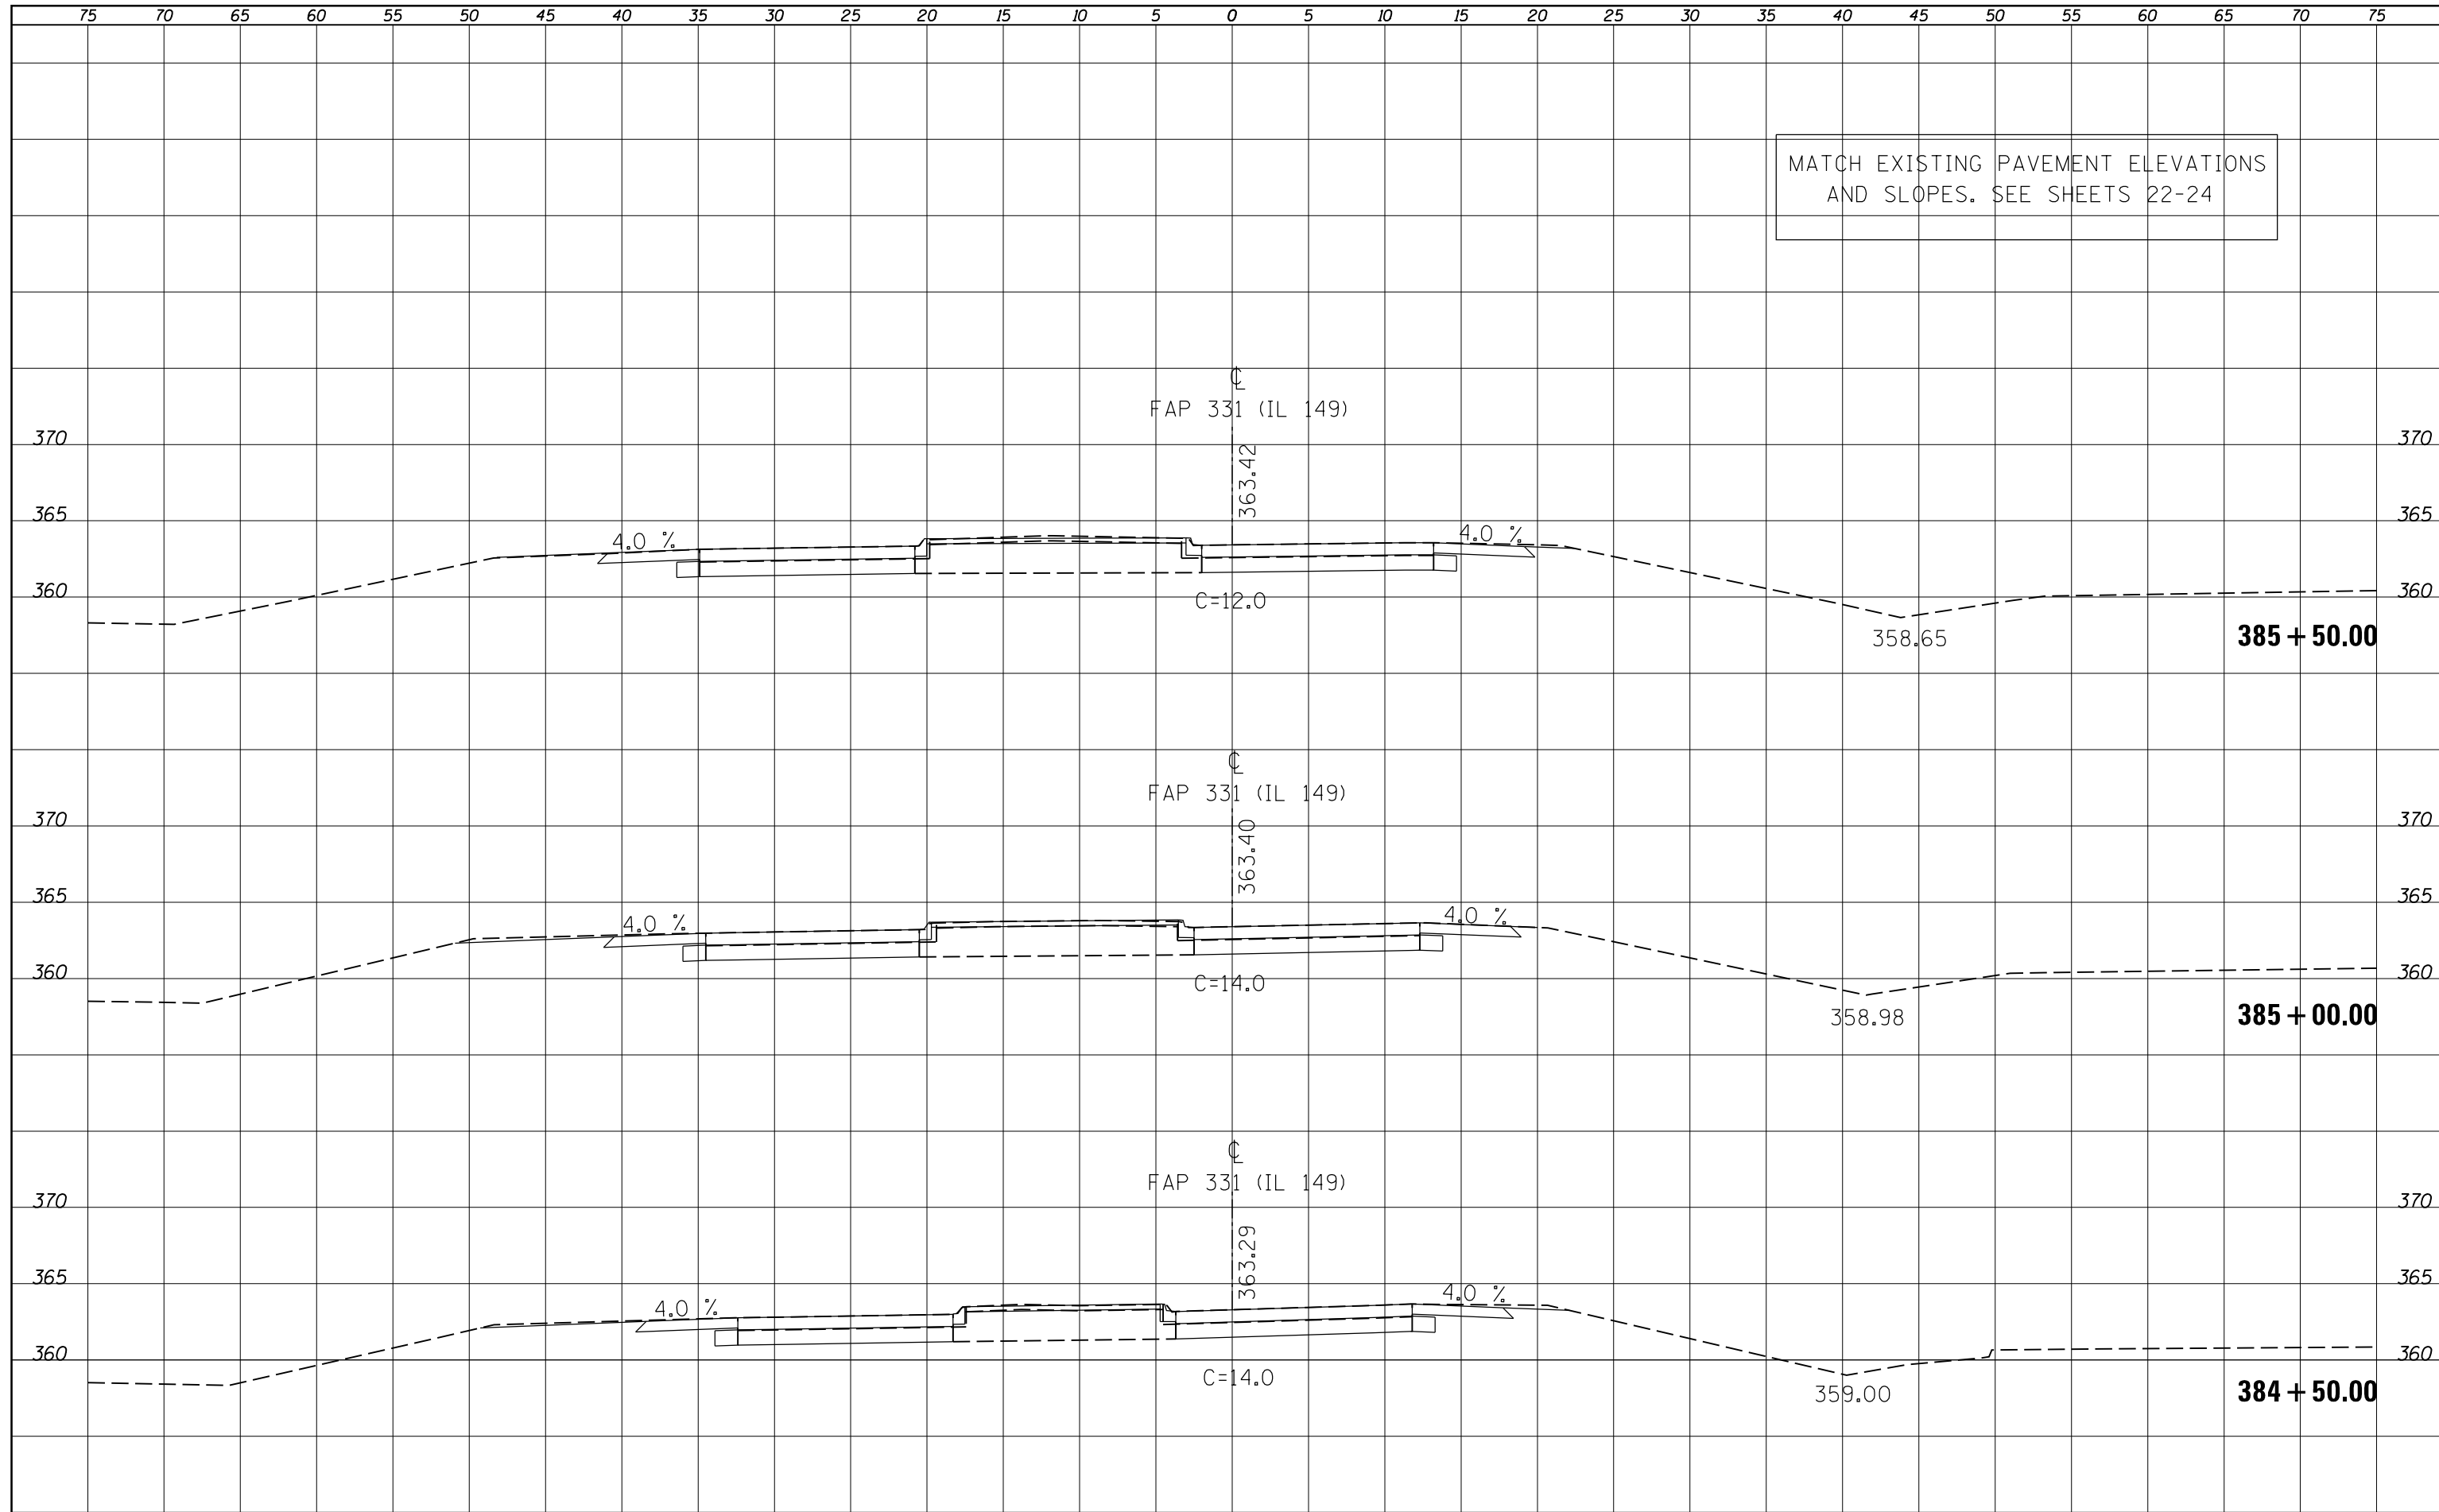 75 70 65 60 55 50 45 40 35 30 25 20 15 10 5 0 5 10 15 20 25 30 35 40 45 50 55 60 65 70 75
MATCH EXISTING PAVEMENT ELEVATIONS
AND SLOPES. SEE SHEETS 22-24
℄
FAP 331 (IL 149)
370 370
363.42
365 365
4.0 % 4.0 %
360 C=12.0 360
358.65 385+50.00
℄
FAP 331 (IL 149)
370 370
363.40
365 365
4.0 % 4.0 %
360 C=14.0 360
358.98 385+00.00
℄
FAP 331 (IL 149)
370 370
363.29
365 365
4.0 % 4.0 %
360 360
C=14.0
359.00 384+50.00